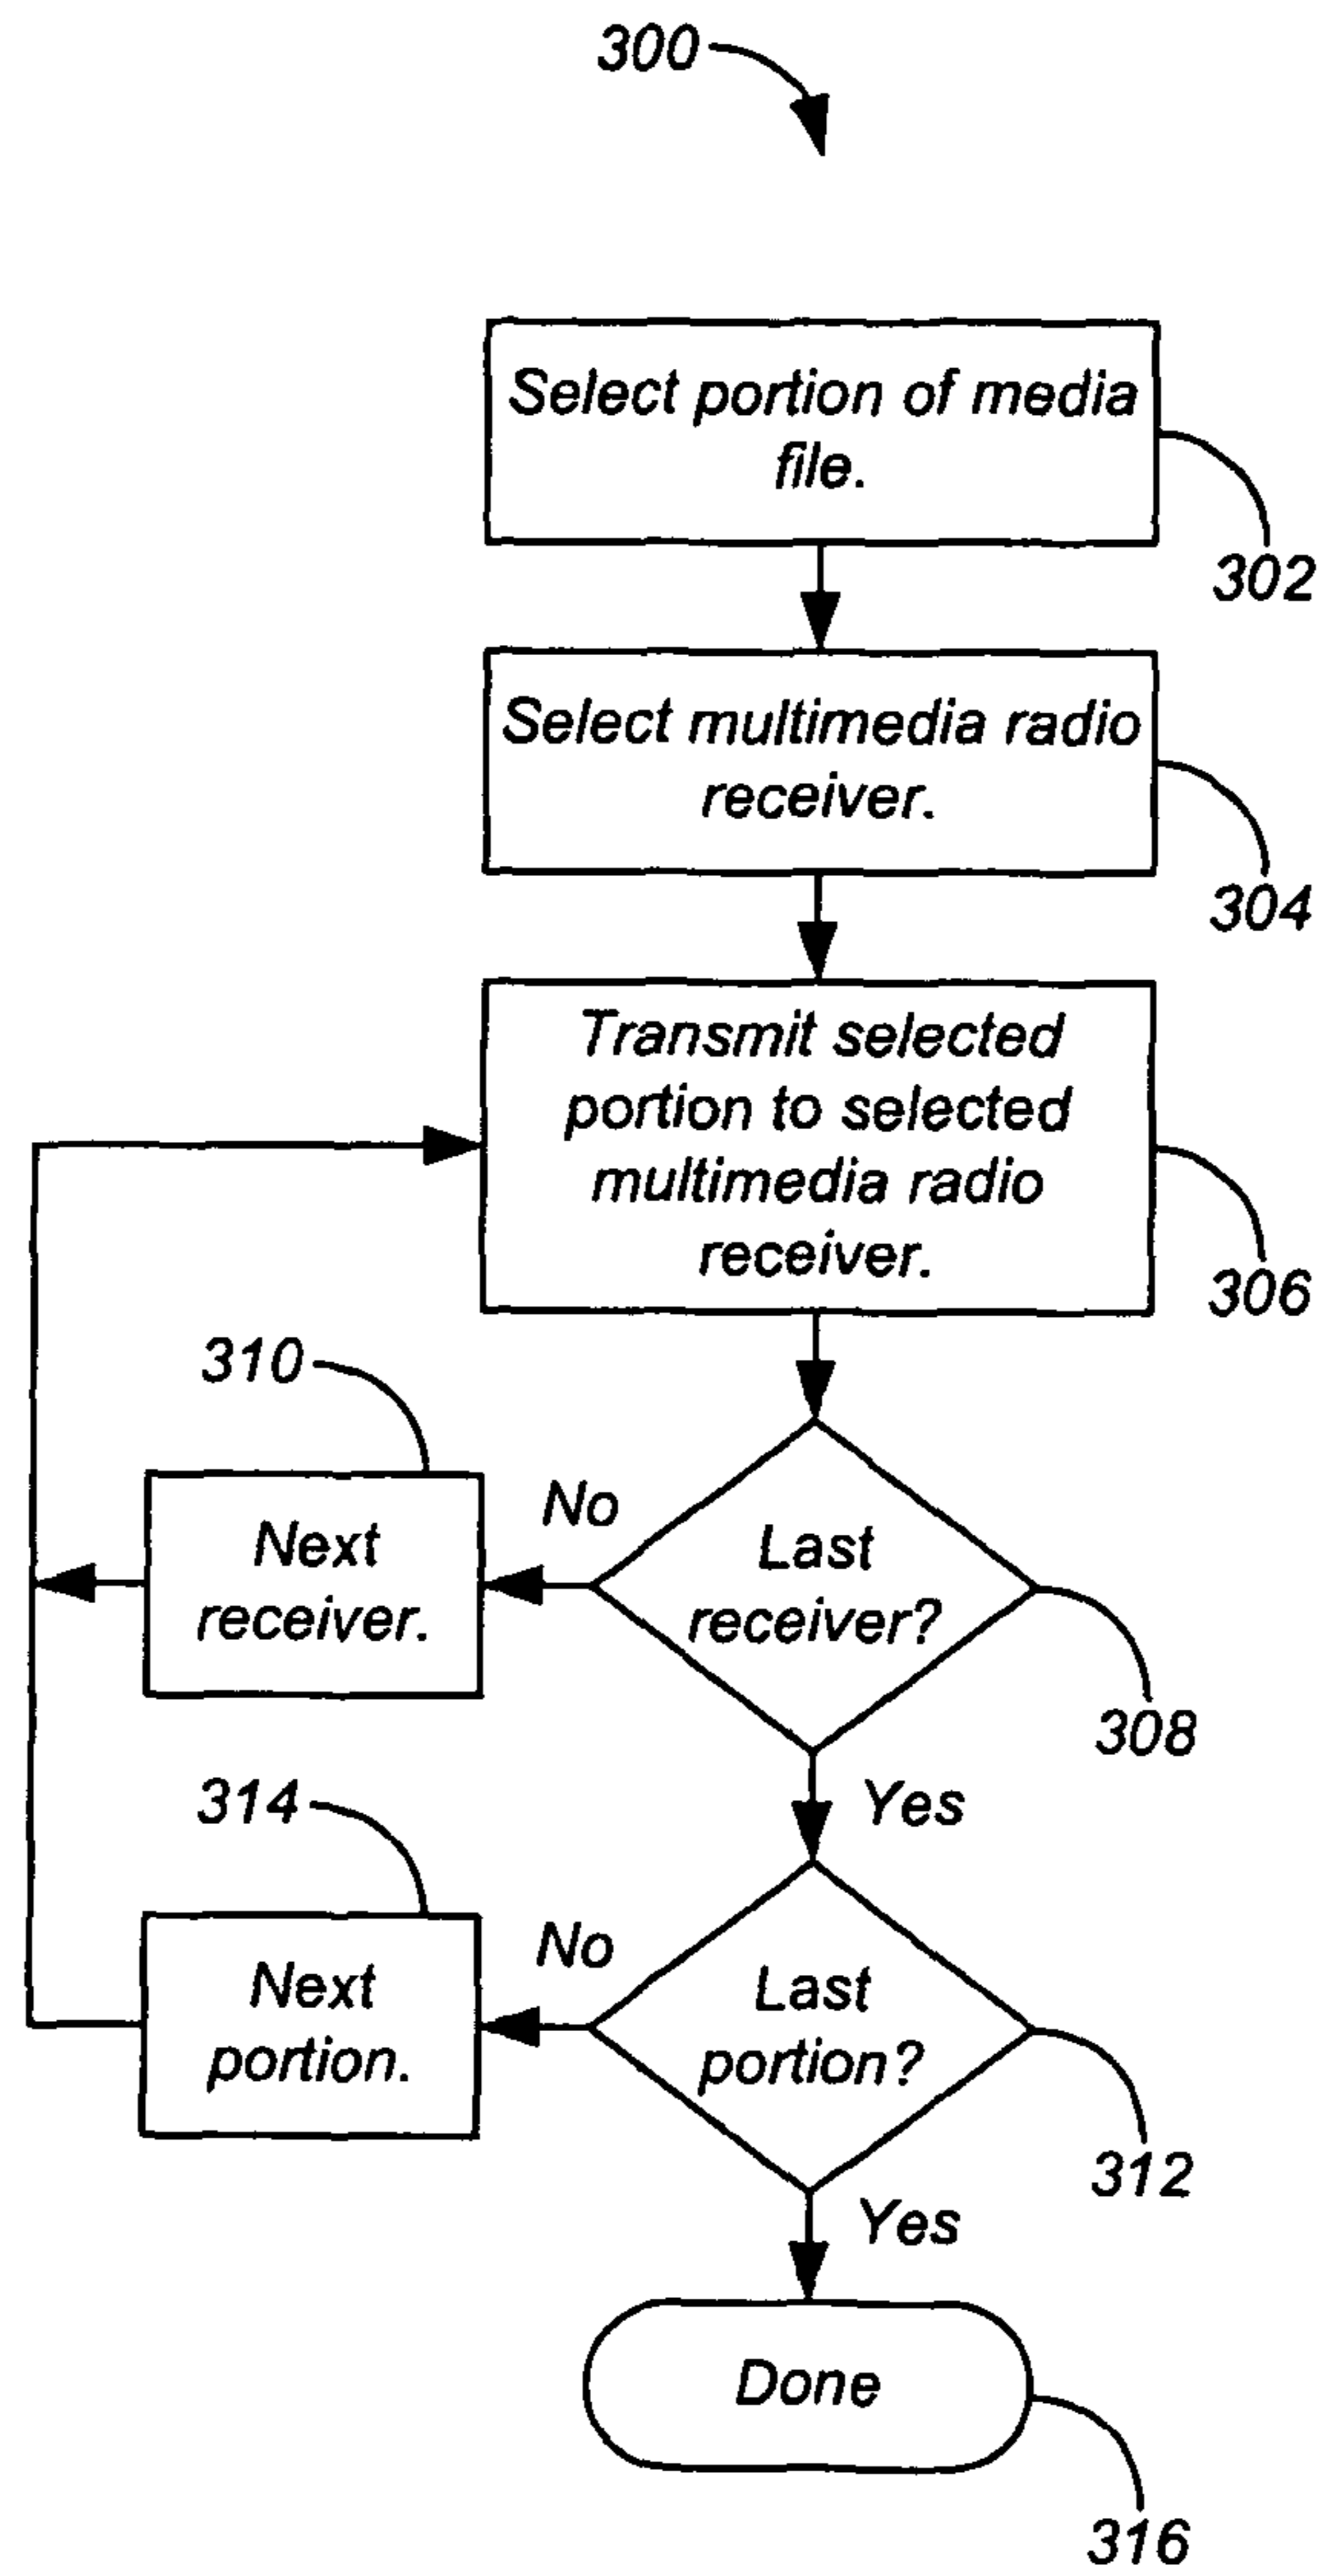 300
Select portion of media
file.
302
Select multimedia radio
receiver.
304
Transmit selected
portion to selected
multimedia radio
receiver.
306
310
Next
receiver.
No
Last
receiver?
308
Yes
314
Next
portion.
No
Last
portion?
312
Yes
Done
316